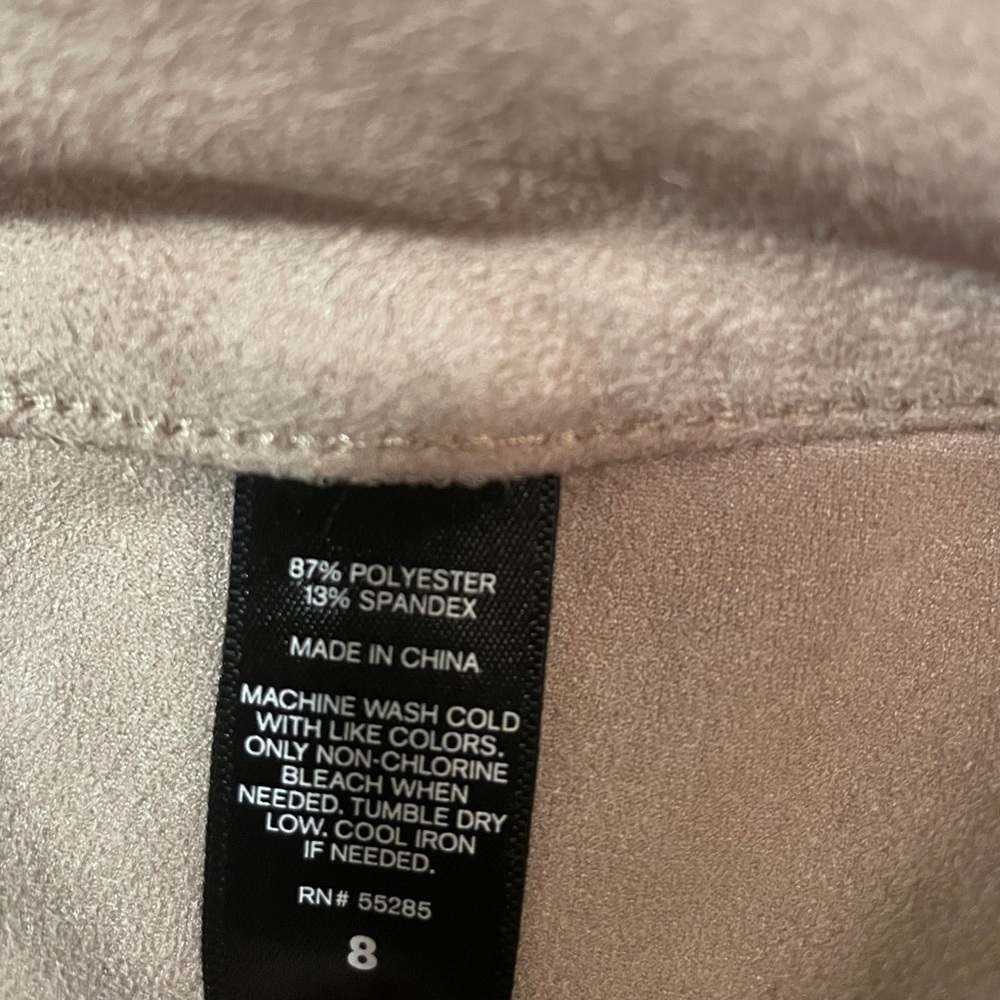 87% POLYESTER
13% SPANDEX
MADE IN CHINA
MACHINE WASH COLD
WITH LIKE COLORS.
ONLY NON-CHLORINE
BLEACH WHEN
NEEDED. TUMBLE DRY
LOW. COOL IRON
IF NEEDED.
RN# 55285
8